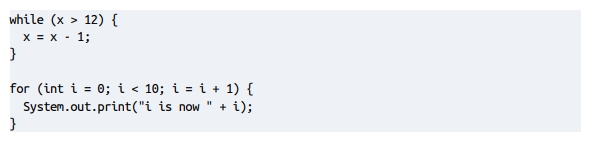 while (x > 12) {
  x = x - 1;
}

for (int i = 0; i < 10; i = i + 1) {
  System.out.print("i is now " + i);
}